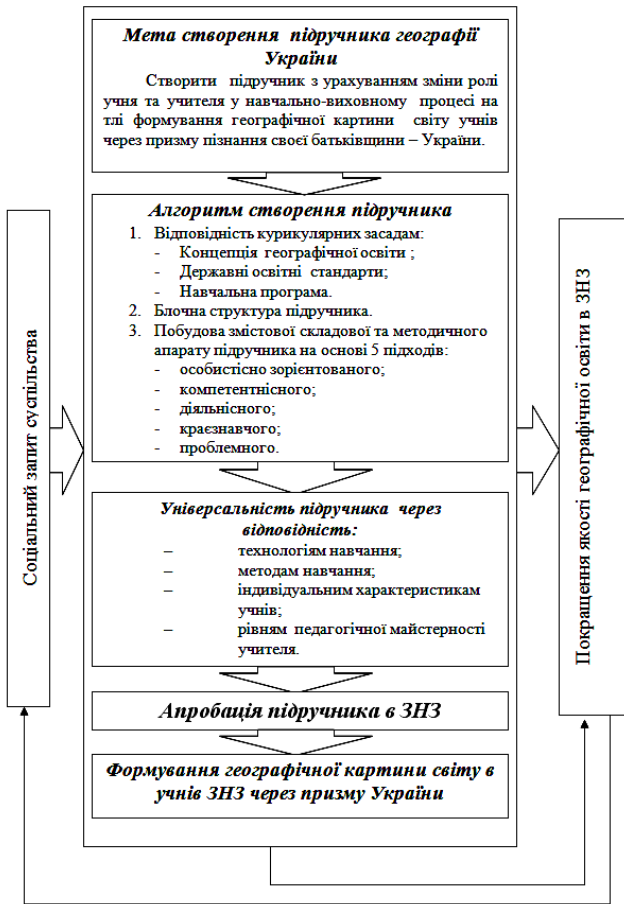 Мета створення підручника географії
України
Створити підручник з урахуванням зміни ролі
учня та учителя у навчально-виховному процесі на
тлі формування географічної картини світу учнів
через призму пізнання своєї батьківщини – України.
Алгоритм створення підручника
1. Відповідність курикулярних засадам:
- Концепція географічної освіти ;
- Державні освітні стандарти;
- Навчальна програма.
2. Блочна структура підручника.
3. Побудова змістової складової та методичного
апарату підручника на основі 5 підходів:
- особистісно зорієнтованого;
- компетентнісного;
- діяльнісного;
- краєзнавчого;
- проблемного.
Універсальність підручника через
відповідність:
– технологіям навчання;
– методам навчання;
– індивідуальним характеристикам
учнів;
– рівням педагогічної майстерності
учителя.
Апробація підручника в ЗНЗ
Формування географічної картини світу в
учнів ЗНЗ через призму України
Соціальний запит суспільства
Покращення якості географічної освіти в ЗНЗ